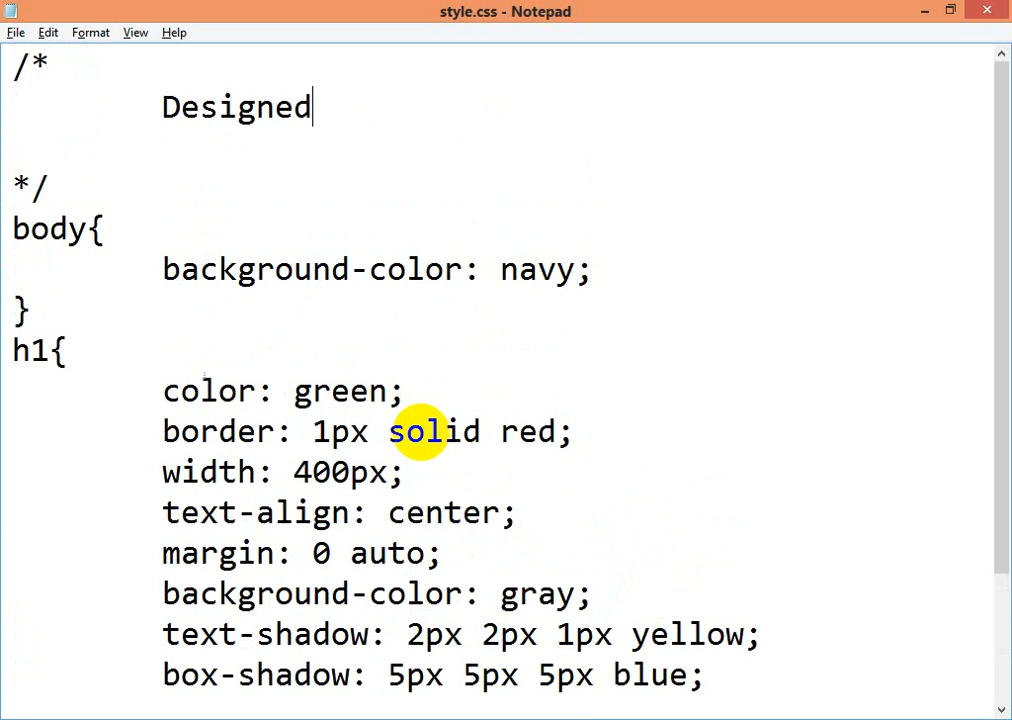 style.css - Notepad
File Edit Format View Help
/*
Designed
*/
body{
background-color: navy;
}
h1{
color: green;
border: 1px solid red;
width: 400px;
text-align: center;
margin: 0 auto;
background-color: gray;
text-shadow: 2px 2px 1px yellow;
box-shadow: 5px 5px 5px blue;